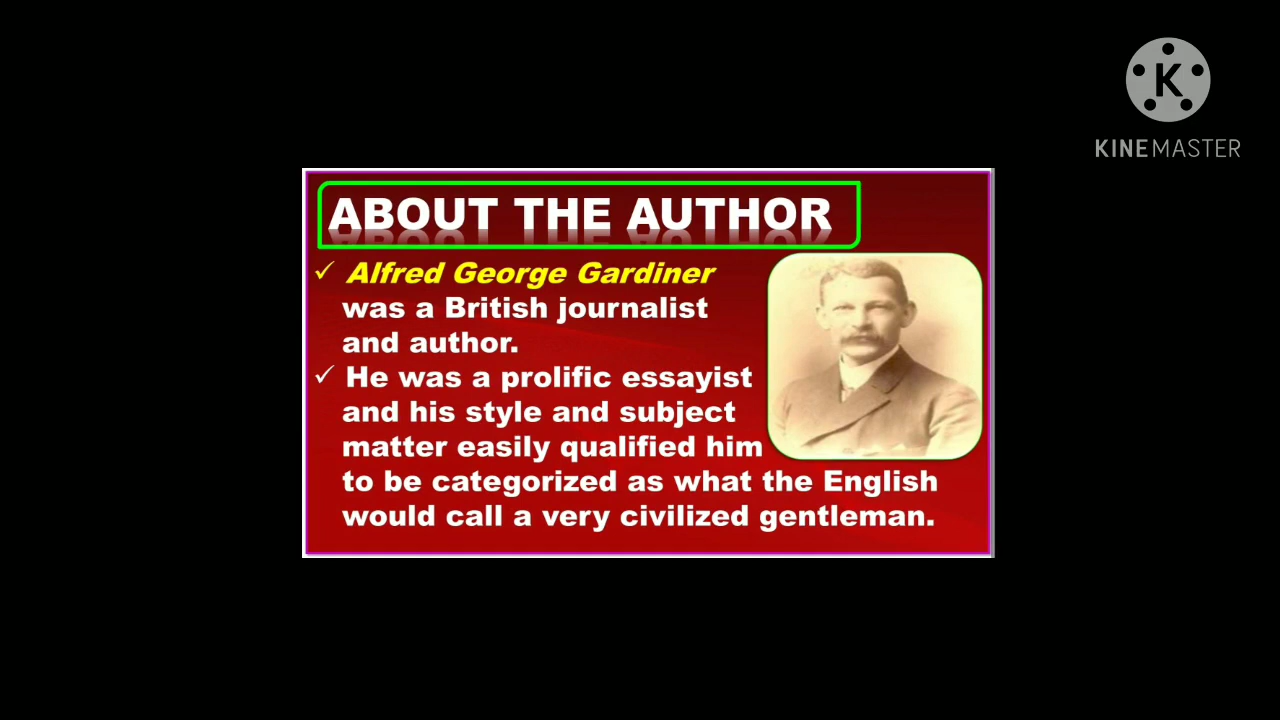 K
KINEMASTER
ABOUT THE AUTHOR
✓ Alfred George Gardiner
was a British journalist
and author.
✓ He was a prolific essayist
and his style and subject
matter easily qualified him
to be categorized as what the English
would call a very civilized gentleman.